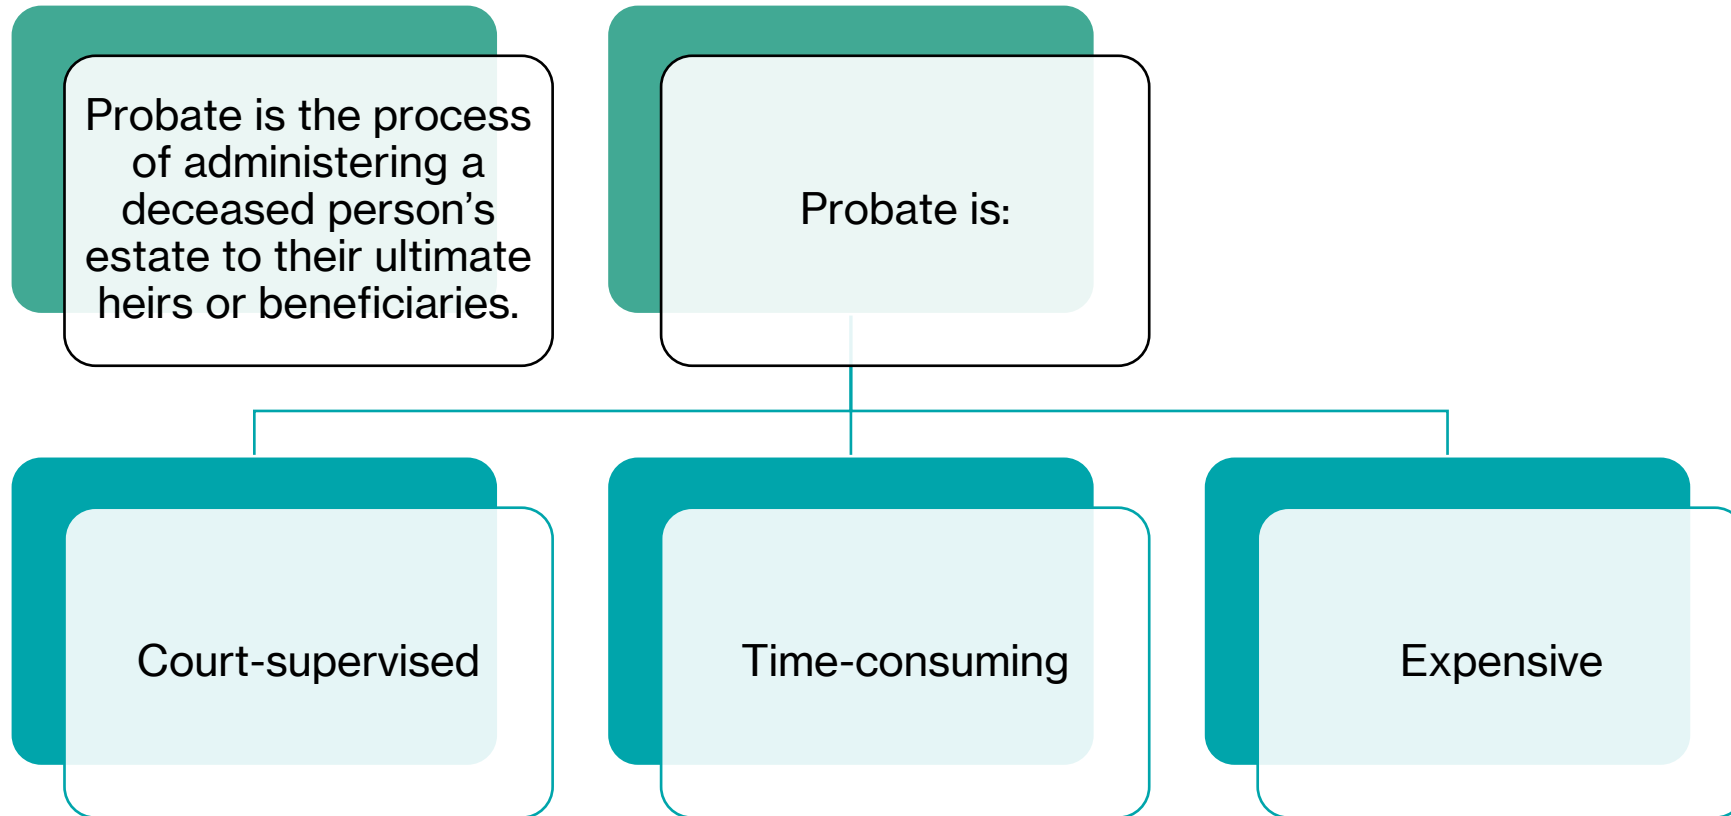 Probate is the process
of administering a
deceased person’s
estate to their ultimate
heirs or beneficiaries.
Probate is:
Court-supervised
Time-consuming
Expensive